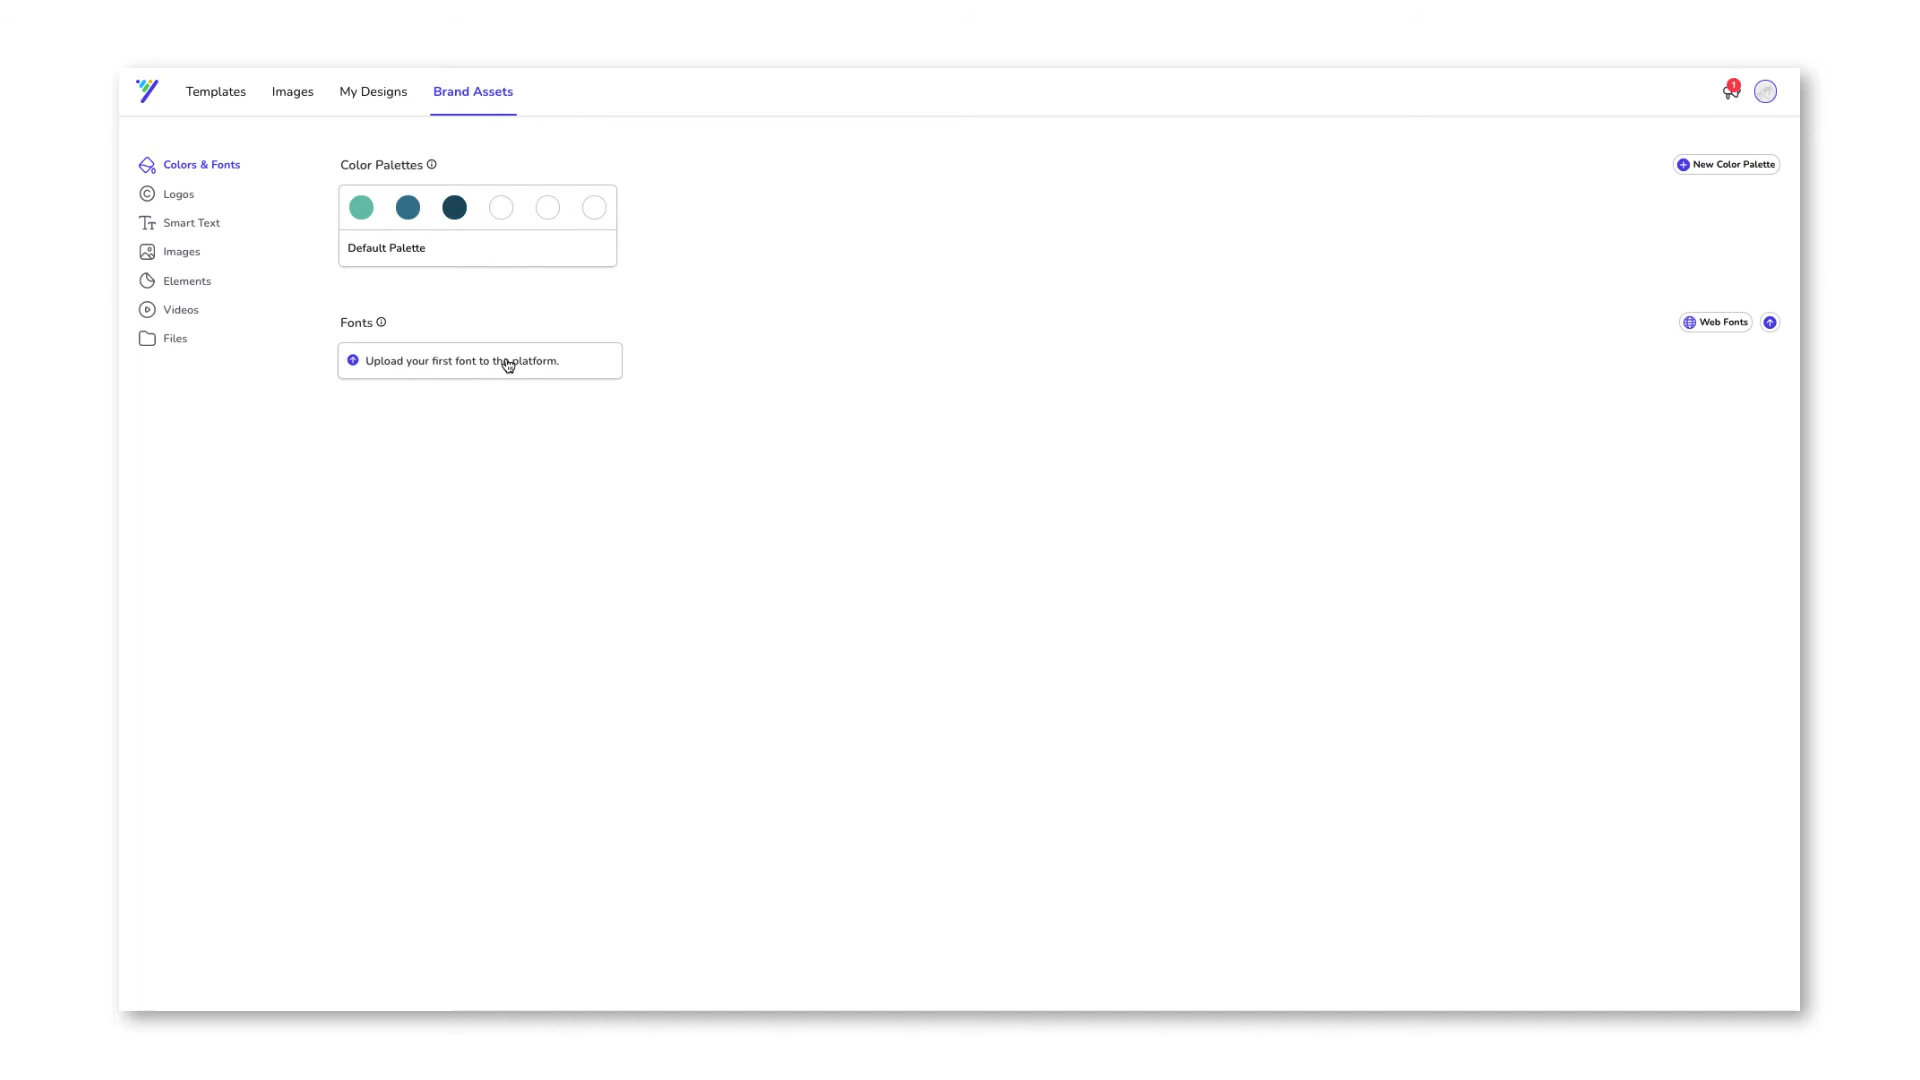 Templates
Images
My Designs
Brand Assets
1
Colors & Fonts
Logos
Smart Text
Images
Elements
Videos
Files
Color Palettes
New Color Palette
Default Palette
Fonts
Web Fonts
Upload your first font to the platform.